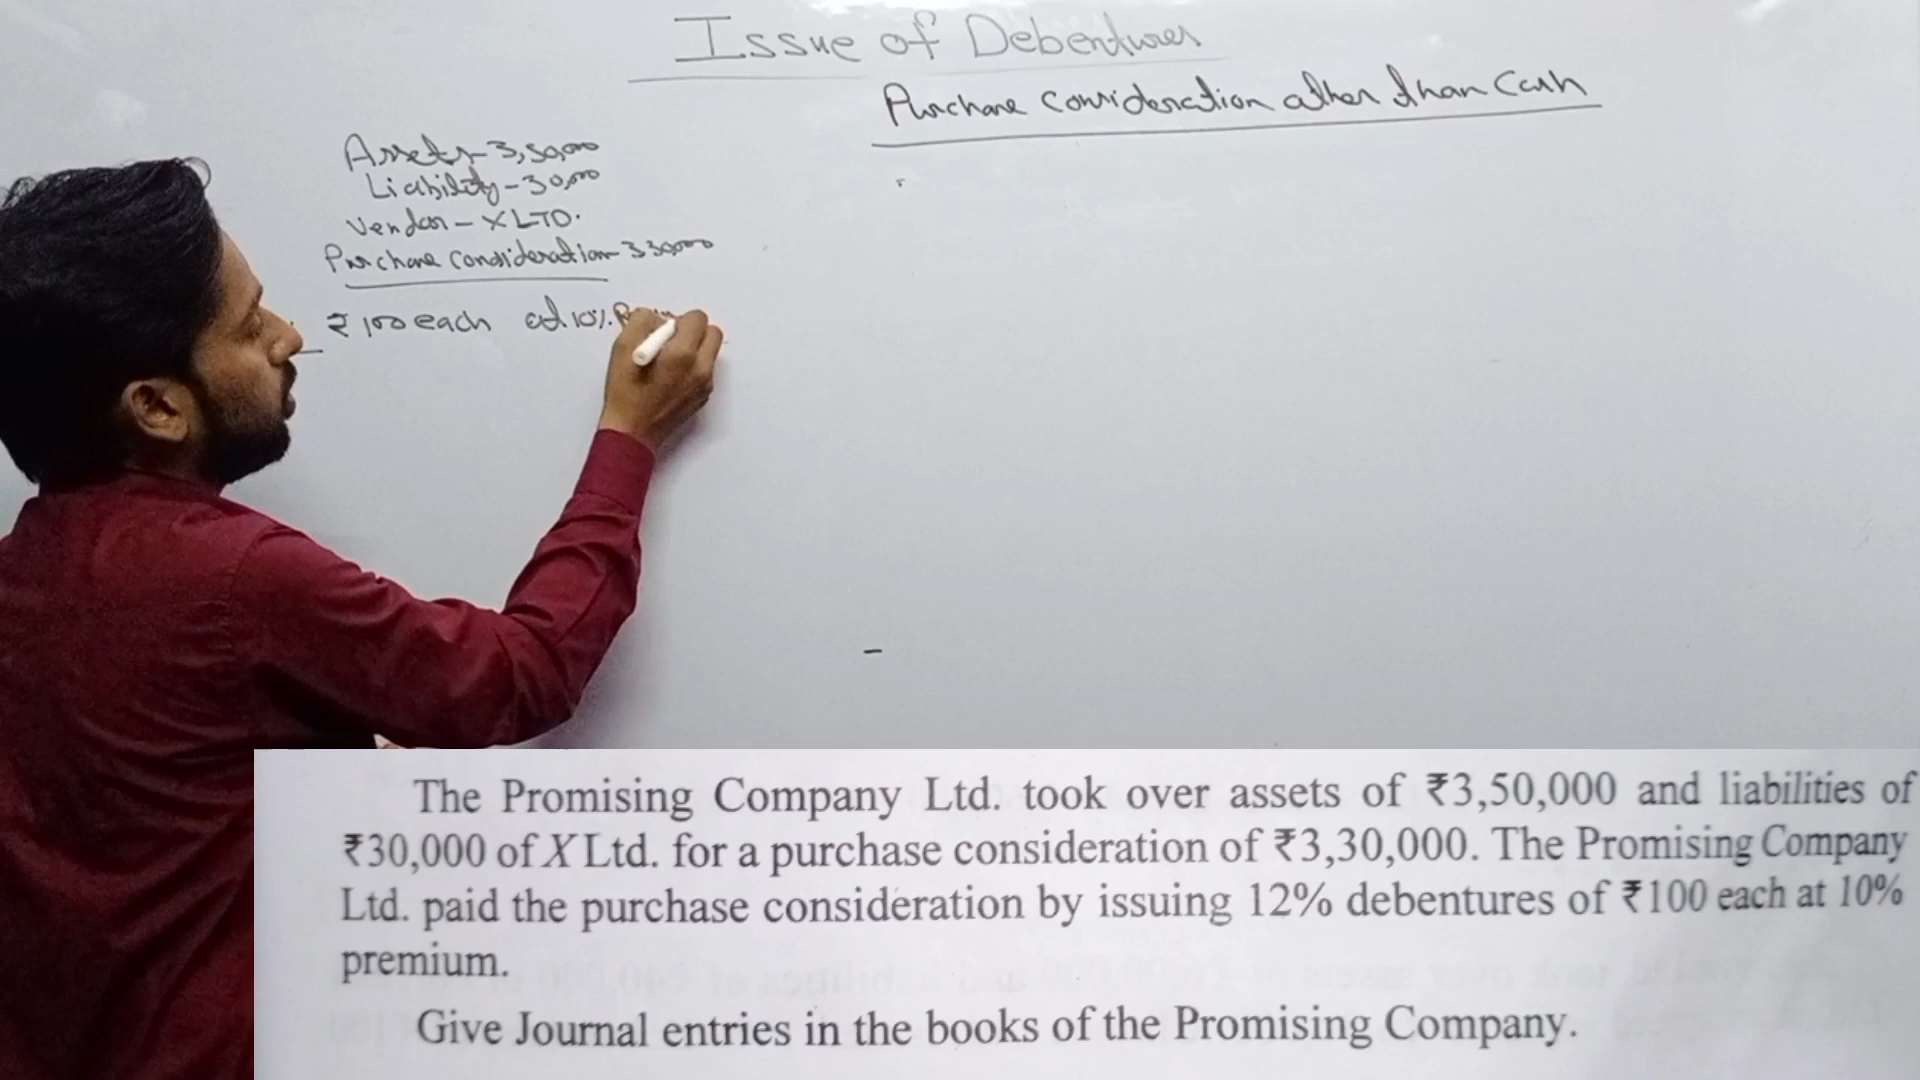 Issue of Debentures
Purchase consideration other than Cash
Assets - 3,50,000
Liability - 30,000
Vendor - X LTD.
Purchase consideration - 330,000
₹ 100 each at 10%
The Promising Company Ltd. took over assets of ₹3,50,000 and liabilities of
₹30,000 of X Ltd. for a purchase consideration of ₹3,30,000. The Promising Company
Ltd. paid the purchase consideration by issuing 12% debentures of ₹100 each at 10%
premium.
Give Journal entries in the books of the Promising Company.